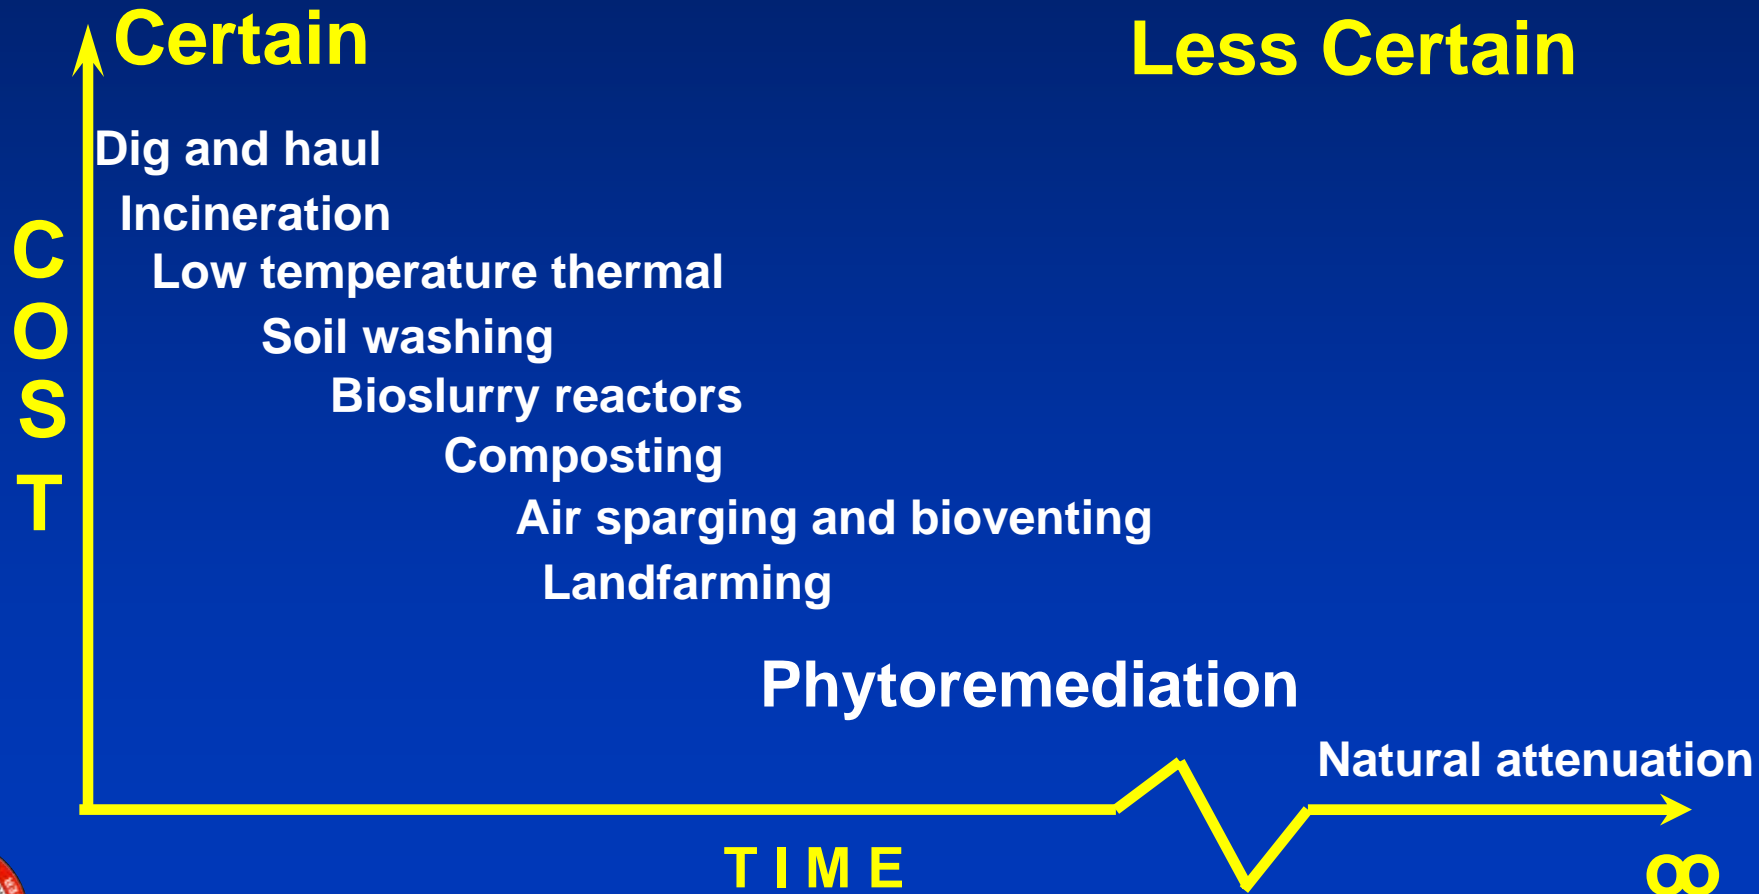 Certain
Less Certain
Dig and haul
Incineration
Low temperature thermal
Soil washing
Bioslurry reactors
Composting
Air sparging and bioventing
Landfarming
Phytoremediation
Natural attenuation
COST
TIME
∞